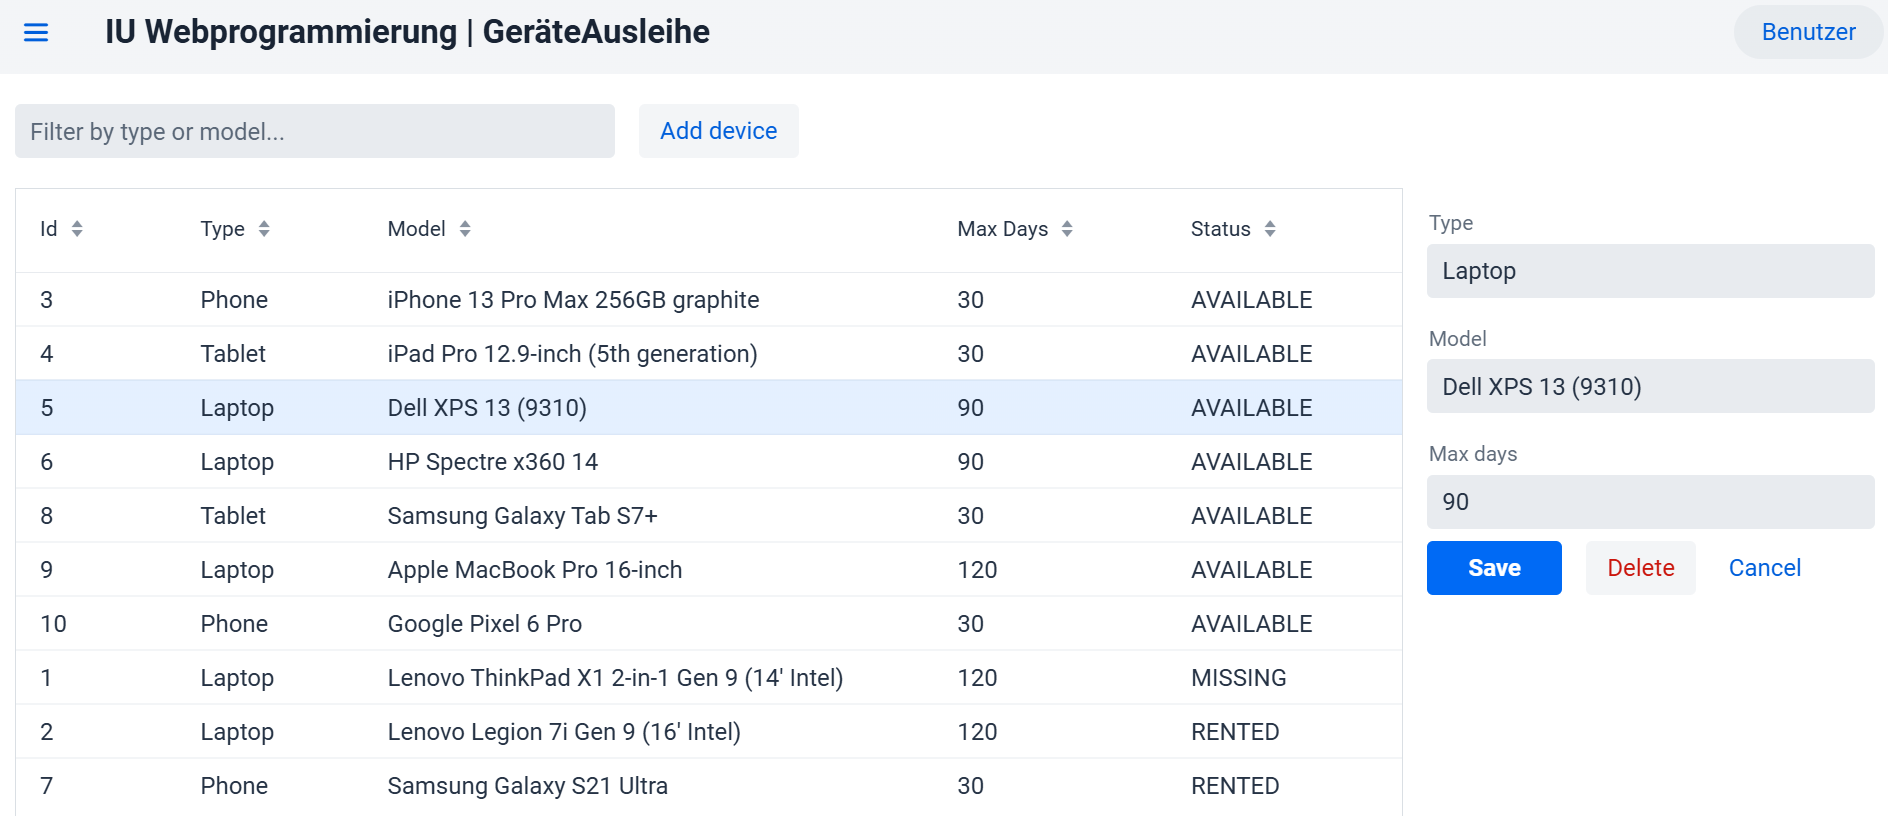 IU Webprogrammierung | GeräteAusleihe
Benutzer
Filter by type or model...
Add device
Id Type Model Max Days Status
3 Phone iPhone 13 Pro Max 256GB graphite 30 AVAILABLE
4 Tablet iPad Pro 12.9-inch (5th generation) 30 AVAILABLE
5 Laptop Dell XPS 13 (9310) 90 AVAILABLE
6 Laptop HP Spectre x360 14 90 AVAILABLE
8 Tablet Samsung Galaxy Tab S7+ 30 AVAILABLE
9 Laptop Apple MacBook Pro 16-inch 120 AVAILABLE
10 Phone Google Pixel 6 Pro 30 AVAILABLE
1 Laptop Lenovo ThinkPad X1 2-in-1 Gen 9 (14' Intel) 120 MISSING
2 Laptop Lenovo Legion 7i Gen 9 (16' Intel) 120 RENTED
7 Phone Samsung Galaxy S21 Ultra 30 RENTED
Type
Laptop
Model
Dell XPS 13 (9310)
Max days
90
Save Delete Cancel